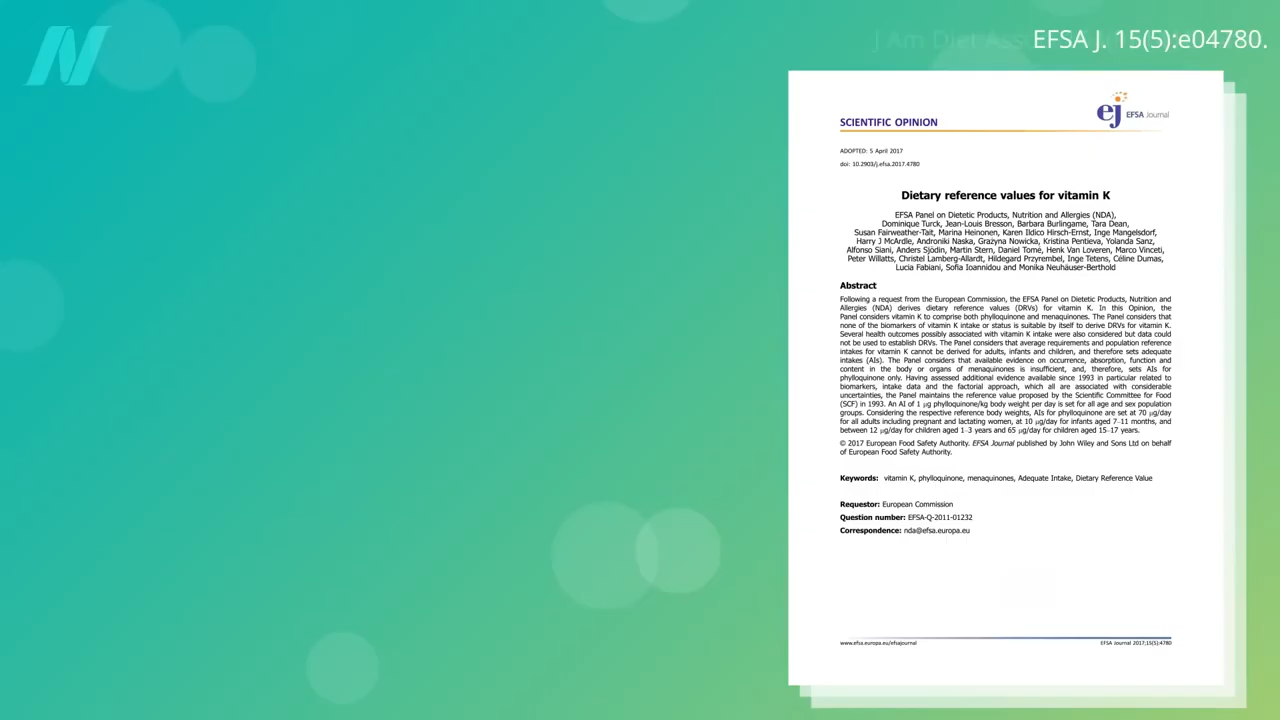 J Am Diet Ass
EFSA J. 15(5):e04780.
ej EFSA Journal
SCIENTIFIC OPINION
ADOPTED: 5 April 2017
doi: 10.2903/j.efsa.2017.4780
Dietary reference values for vitamin K
EFSA Panel on Dietetic Products, Nutrition and Allergies (NDA),
Dominique Turck, Jean-Louis Bresson, Barbara Burlingame, Tara Dean,
Susan Fairweather-Tait, Marina Heinonen, Karen Ildico Hirsch-Ernst, Inge Mangelsdorf,
Harry J McArdle, Androniki Naska, Grażyna Nowicka, Kristina Pentieva, Yolanda Sanz,
Alfonso Siani, Anders Sjödin, Martin Stern, Daniel Tomé, Henk Van Loveren, Marco Vinceti,
Peter Willatts, Christel Lamberg-Allardt, Hildegard Przyrembel, Inge Tetens, Céline Dumas,
Lucia Fabiani, Sofia Ioannidou and Monika Neuhäuser-Berthold
Abstract
Following a request from the European Commission, the EFSA Panel on Dietetic Products, Nutrition and
Allergies (NDA) derives dietary reference values (DRVs) for vitamin K. In this Opinion, the
Panel considers vitamin K to comprise both phylloquinone and menaquinones. The Panel considers that
none of the biomarkers of vitamin K intake or status is suitable by itself to derive DRVs for vitamin K.
Several health outcomes possibly associated with vitamin K intake were also considered but data could
not be used to establish DRVs. The Panel considers that average requirements and population reference
intakes for vitamin K cannot be derived for adults, infants and children, and therefore sets adequate
intakes (AIs). The Panel considers that available evidence on occurrence, absorption, function and
content in the body or organs of menaquinones is insufficient, and, therefore, sets AIs for
phylloquinone only. Having assessed additional evidence available since 1993 in particular related to
biomarkers, intake data and the factorial approach, which all are associated with considerable
uncertainties, the Panel maintains the reference value proposed by the Scientific Committee for Food
(SCF) in 1993. An AI of 1 μg phylloquinone/kg body weight per day is set for all age and sex population
groups. Considering the respective reference body weights, AIs for phylloquinone are set at 70 μg/day
for all adults including pregnant and lactating women, at 10 μg/day for infants aged 7–11 months, and
between 12 μg/day for children aged 1–3 years and 65 μg/day for children aged 15–17 years.
© 2017 European Food Safety Authority. EFSA Journal published by John Wiley and Sons Ltd on behalf
of European Food Safety Authority.
Keywords: vitamin K, phylloquinone, menaquinones, Adequate Intake, Dietary Reference Value
Requestor: European Commission
Question number: EFSA-Q-2011-01232
Correspondence: nda@efsa.europa.eu
www.efsa.europa.eu/efsajournal
EFSA Journal 2017;15(5):4780